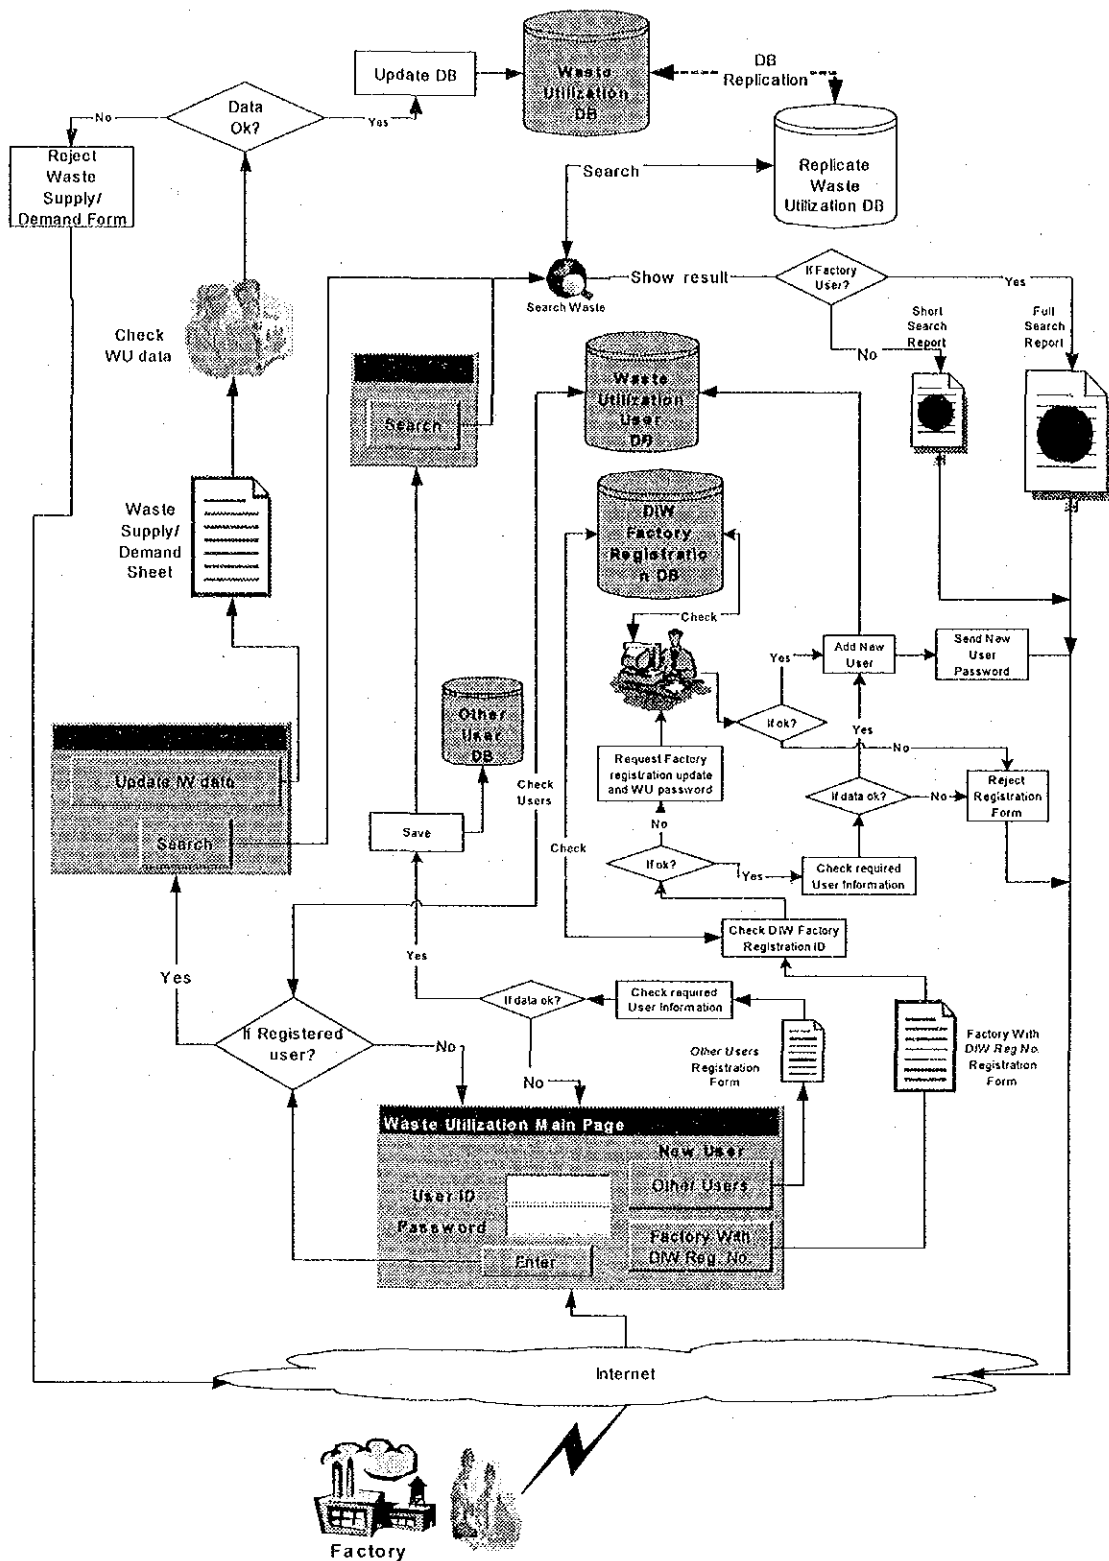 Update DB
Waste
Utilization
DB
DB
Replication
Data
Ok?
No
Yes
Reject
Waste
Supply/
Demand Form
Search
Replicate
Waste
Utilization DB
Show result
If Factory
User?
Yes
Search Waste
No
Short
Search
Report
Full
Search
Report
Check
WU data
Search
Waste
Utilization
User
DB
Waste
Supply/
Demand
Sheet
DIW
Factory
Registratio
n DB
Check
Yes
Add New
User
Send New
User
Password
Other
User
DB
If ok?
Yes
No
Request Factory
registration update
and WU password
Update IW data
Check
Users
If data ok?
No
Reject
Registration
Form
Search
Save
No
Check
If ok?
Yes
Check required
User Information
Check DIW Factory
Registration ID
Yes
Yes
If data ok?
Check required
User Information
If Registered
user?
No
No
Other Users
Registration
Form
Factory With
DIW Reg No.
Registration
Form
Waste Utilization Main Page
New User
Other Users
User ID
Password
Factory With
DIW Reg. No.
Enter
Internet
Factory